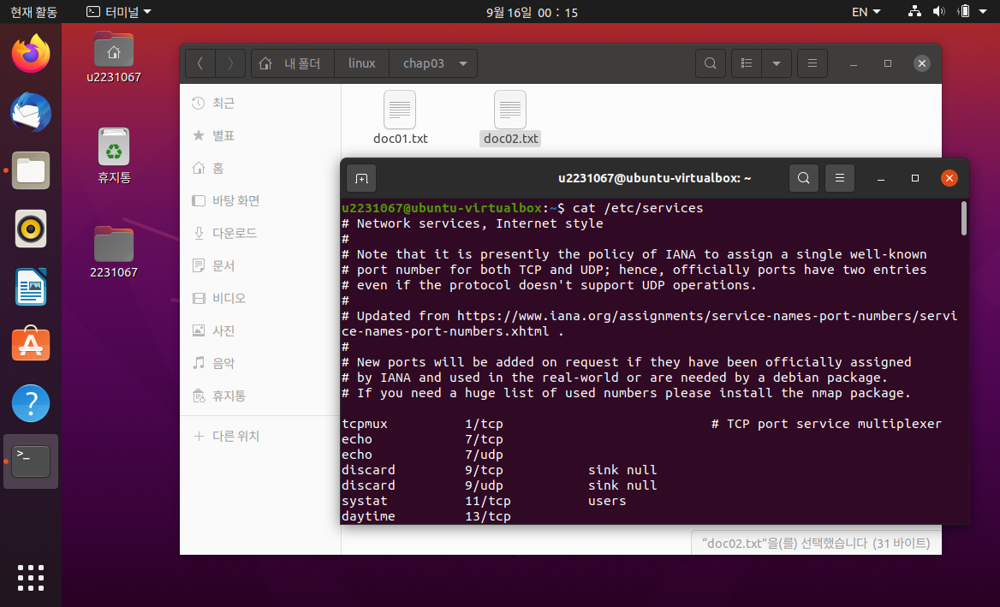 현재 활동 터미널 9월 16일 00 : 15 EN
u2231067
휴지통
2231067
내 폴더 linux chap03
최근
별표
홈
바탕 화면
다운로드
문서
비디오
사진
음악
휴지통
다른 위치
doc01.txt doc02.txt
u2231067@ubuntu-virtualbox: ~
u2231067@ubuntu-virtualbox:~$ cat /etc/services
# Network services, Internet style
#
# Note that it is presently the policy of IANA to assign a single well-known
# port number for both TCP and UDP; hence, officially ports have two entries
# even if the protocol doesn't support UDP operations.
#
# Updated from https://www.iana.org/assignments/service-names-port-numbers/servi
ce-names-port-numbers.xhtml .
#
# New ports will be added on request if they have been officially assigned
# by IANA and used in the real-world or are needed by a debian package.
# If you need a huge list of used numbers please install the nmap package.
tcpmux 1/tcp # TCP port service multiplexer
echo 7/tcp
echo 7/udp
discard 9/tcp sink null
discard 9/udp sink null
systat 11/tcp users
daytime 13/tcp
“doc02.txt”을(를) 선택했습니다 (31 바이트)